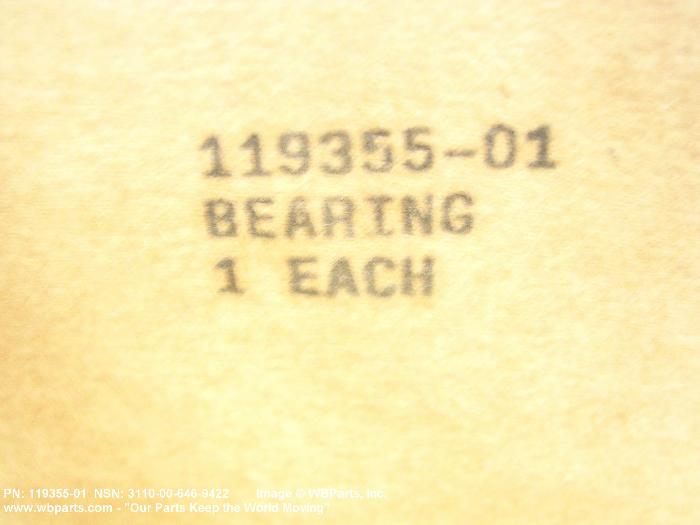 119355-01
BEARING
1 EACH
PN: 119355-01 NSN: 3110-00-646-9422 Image © WBParts, Inc.
www.wbparts.com - "Our Parts Keep the World Moving"